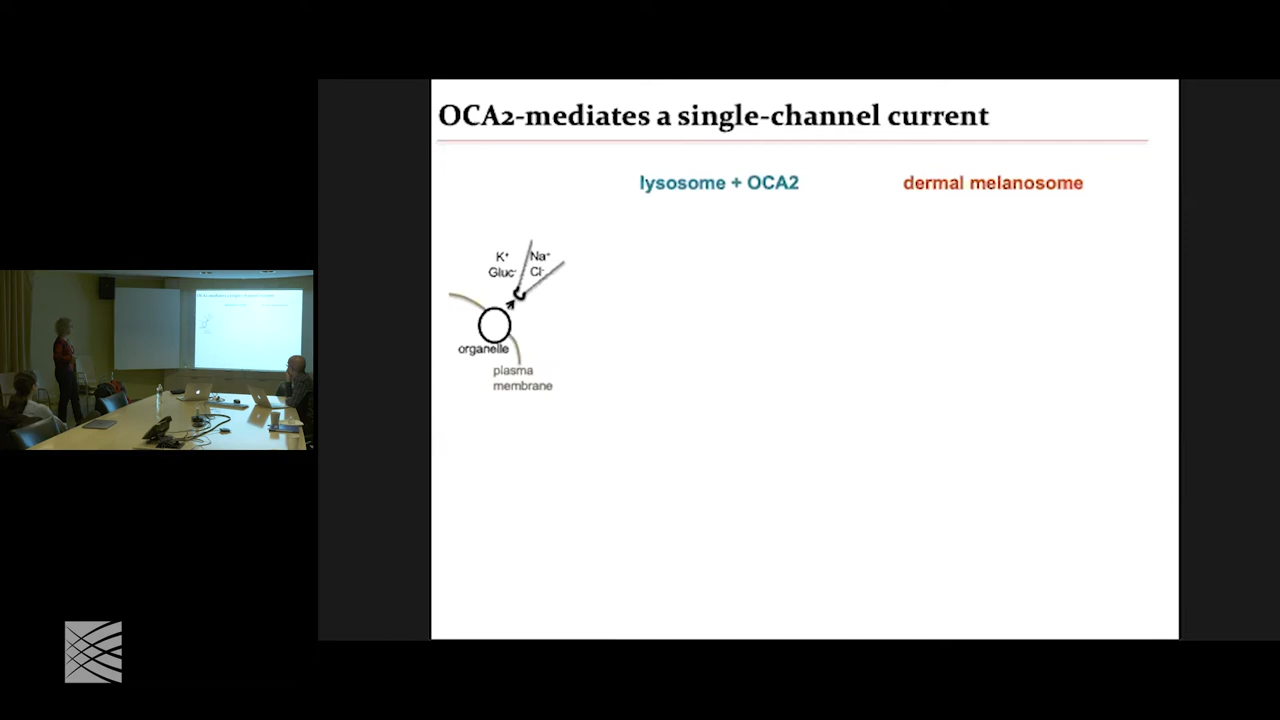 OCA2-mediates a single-channel current
lysosome + OCA2
dermal melanosome
K⁺ Na⁺
Gluc⁻ Cl⁻
organelle
plasma
membrane